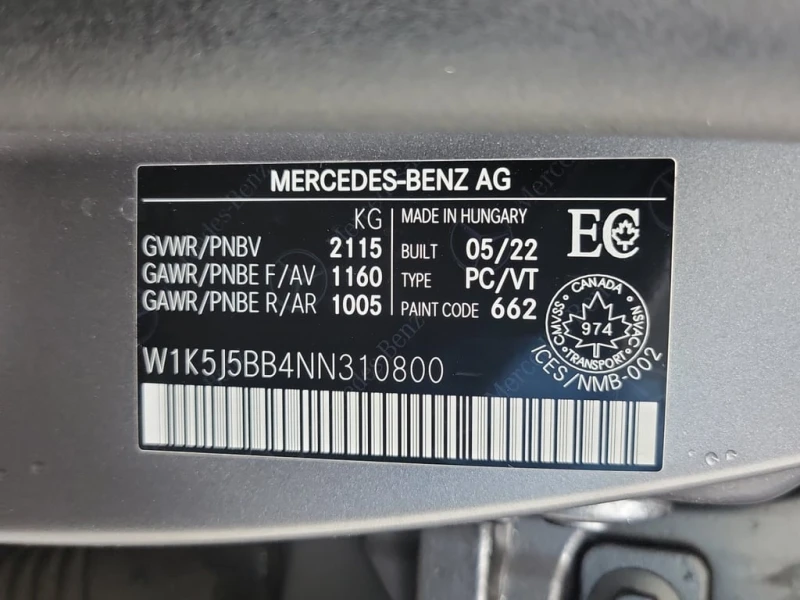 MERCEDES-BENZ AG
KG
GVWR/PNBV 2115
GAWR/PNBE F/AV 1160
GAWR/PNBE R/AR 1005
MADE IN HUNGARY
BUILT 05/22
TYPE PC/VT
PAINT CODE 662
EC
CANADA
CMVSS 974 NSVAC
TRANSPORT
ICES/NMB-002
W1K5J5BB4NN310800